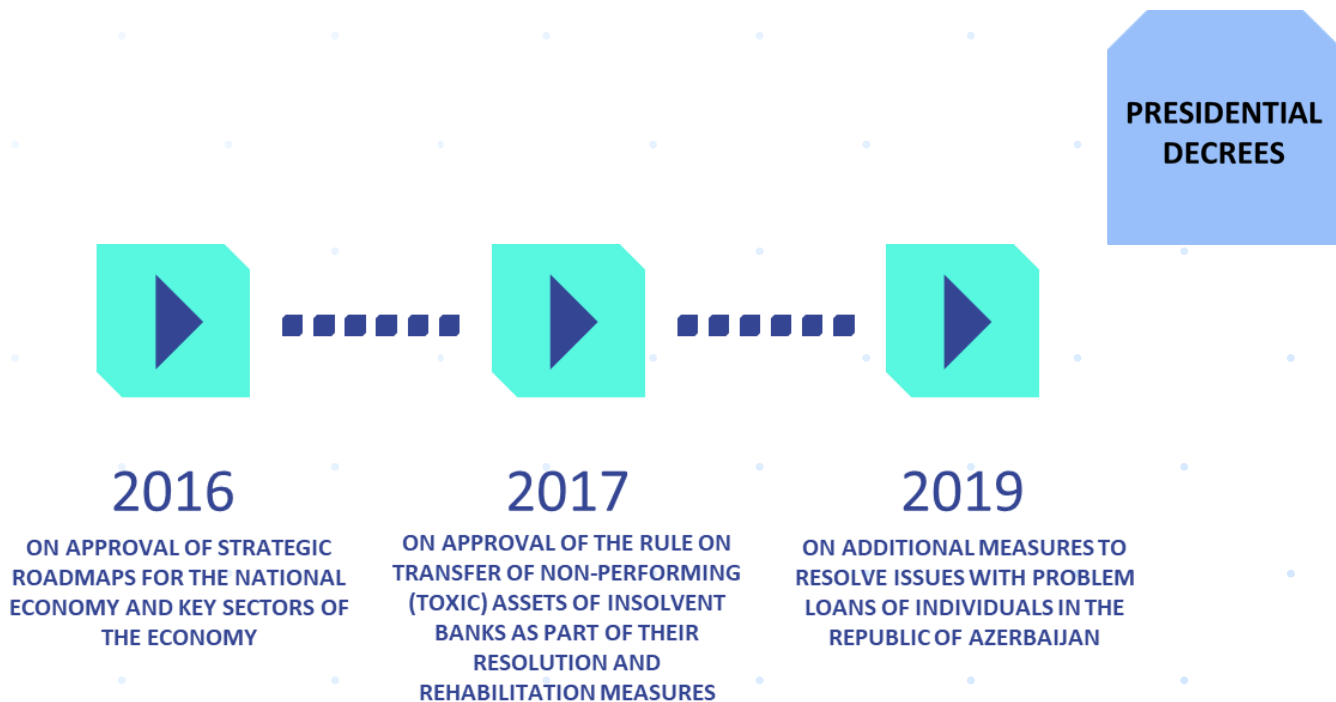 PRESIDENTIAL
DECREES
2016
ON APPROVAL OF STRATEGIC
ROADMAPS FOR THE NATIONAL
ECONOMY AND KEY SECTORS OF
THE ECONOMY
2017
ON APPROVAL OF THE RULE ON
TRANSFER OF NON-PERFORMING
(TOXIC) ASSETS OF INSOLVENT
BANKS AS PART OF THEIR
RESOLUTION AND
REHABILITATION MEASURES
2019
ON ADDITIONAL MEASURES TO
RESOLVE ISSUES WITH PROBLEM
LOANS OF INDIVIDUALS IN THE
REPUBLIC OF AZERBAIJAN